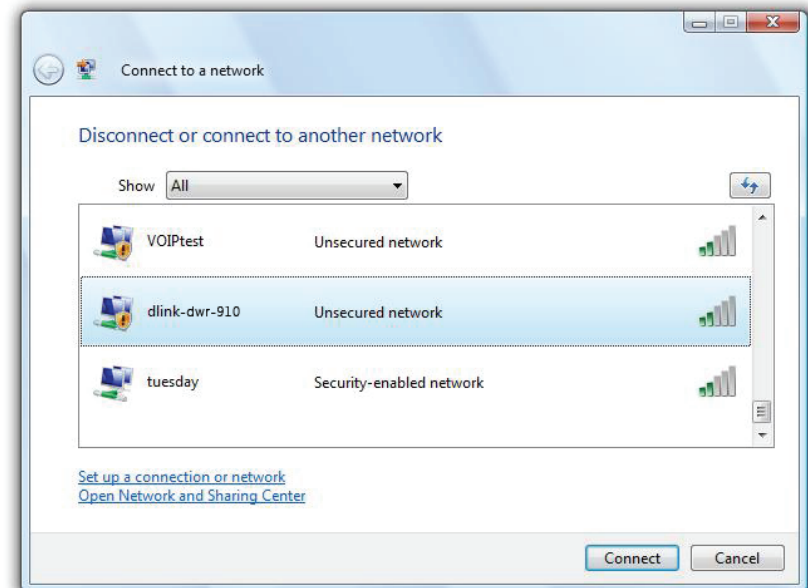 Connect to a network
Disconnect or connect to another network
Show All
VOIPtest Unsecured network
dlink-dwr-910 Unsecured network
tuesday Security-enabled network
Set up a connection or network
Open Network and Sharing Center
Connect Cancel